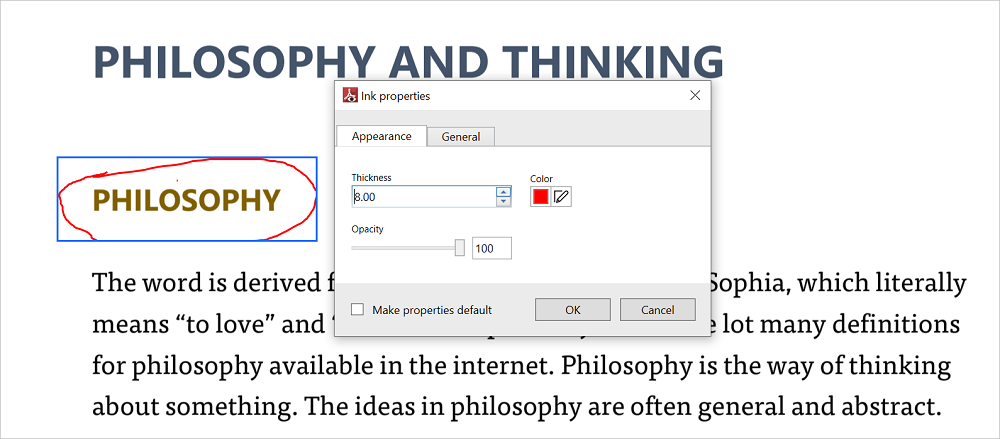 PHILOSOPHY AND THINKING
Ink properties
Appearance
General
Thickness
Color
8.00
Opacity
100
Make properties default
OK
Cancel
PHILOSOPHY
The word is derived Sophia, which literally
means “to love” and lot many definitions
for philosophy available in the internet. Philosophy is the way of thinking
about something. The ideas in philosophy are often general and abstract.